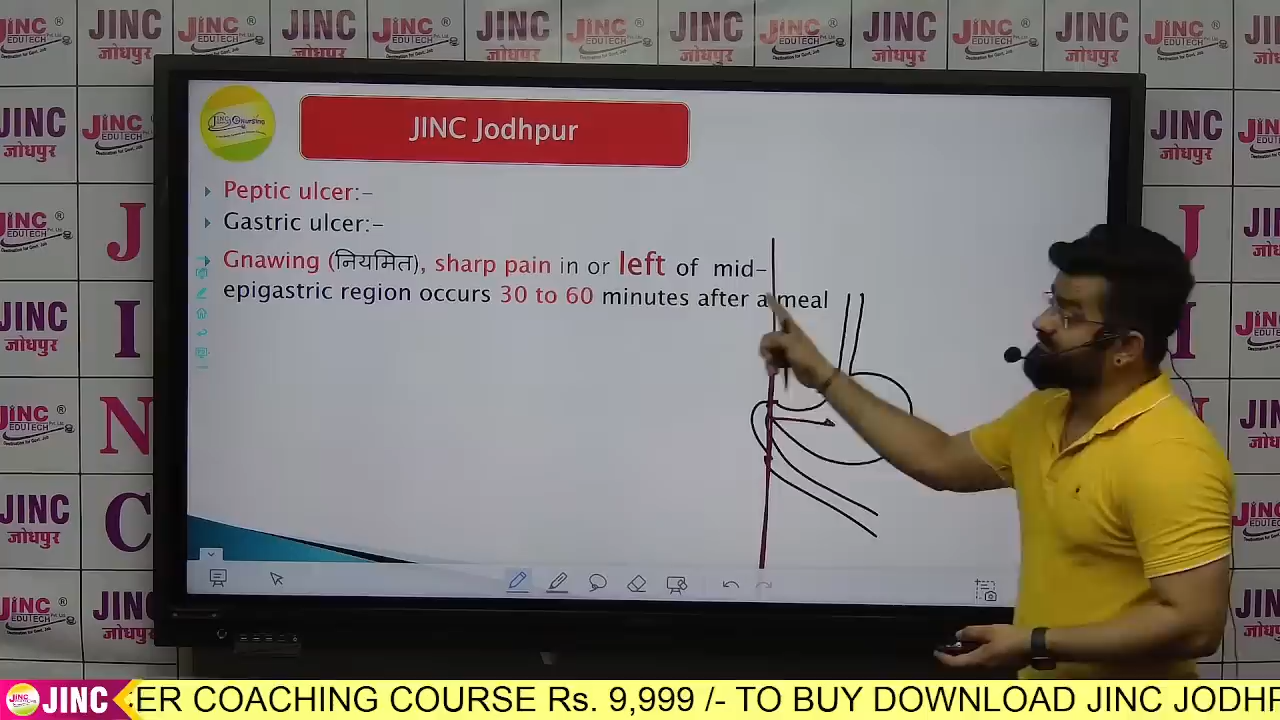 JINC Jodhpur
Peptic ulcer:-
Gastric ulcer:-
Gnawing (नियमित), sharp pain in or left of mid-
epigastric region occurs 30 to 60 minutes after a meal
J
I
N
C
J
I
JINC
EDUTECH
जोधपुर
JINC
ER COACHING COURSE Rs. 9,999 /- TO BUY DOWNLOAD JINC JODHP